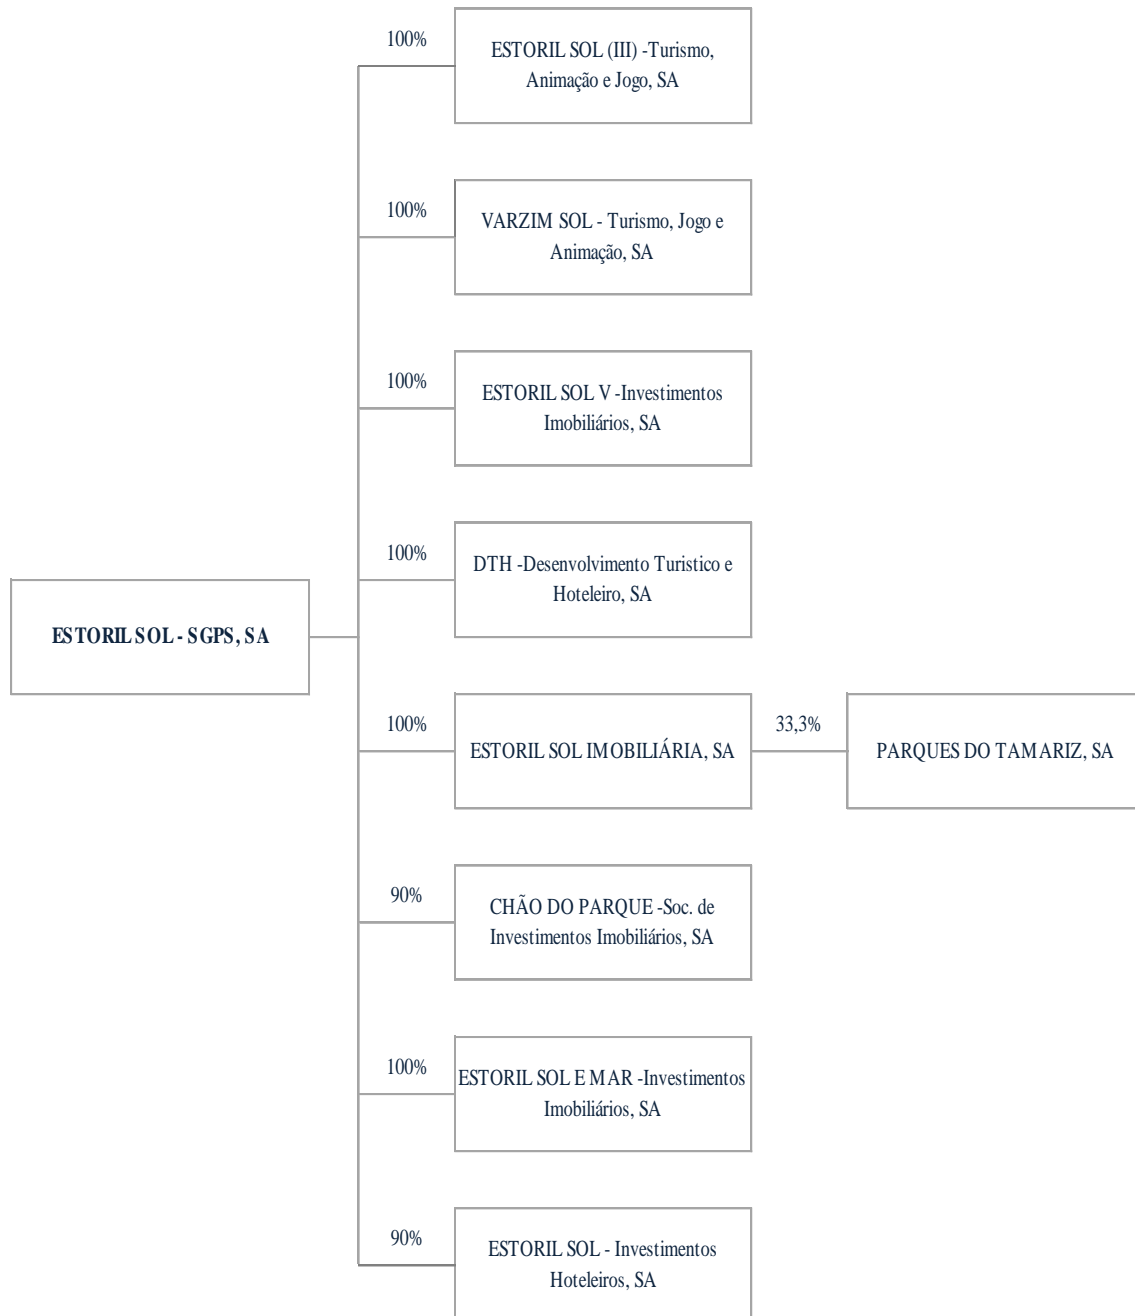 100%
ESTORIL SOL (III) -Turismo,
Animação e Jogo, SA
100%
VARZIM SOL - Turismo, Jogo e
Animação, SA
100%
ESTORIL SOL V -Investimentos
Imobiliários, SA
100%
DTH -Desenvolvimento Turistico e
Hoteleiro, SA
ESTORIL SOL - SGPS, SA
100%
ESTORIL SOL IMOBILIÁRIA, SA
33,3%
PARQUES DO TAMARIZ, SA
90%
CHÃO DO PARQUE -Soc. de
Investimentos Imobiliários, SA
100%
ESTORIL SOL E MAR -Investimentos
Imobiliários, SA
90%
ESTORIL SOL - Investimentos
Hoteleiros, SA